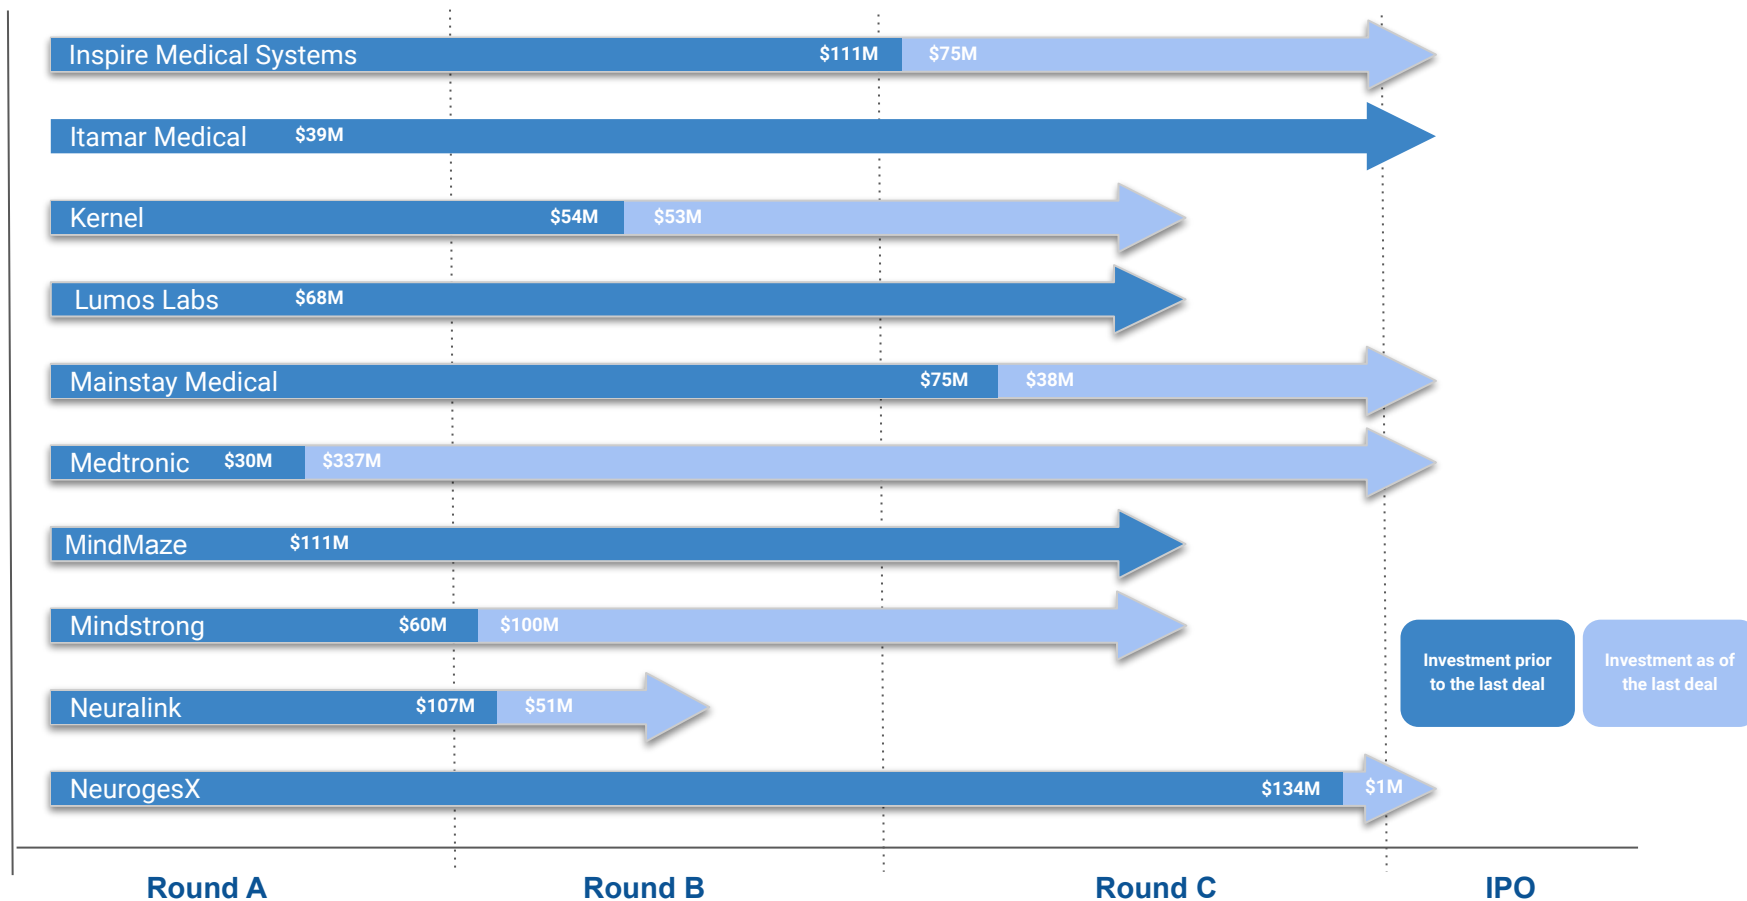 Inspire Medical Systems $111M $75M
Itamar Medical $39M
Kernel $54M $53M
Lumos Labs $68M
Mainstay Medical $75M $38M
Medtronic $30M $337M
MindMaze $111M
Mindstrong $60M $100M
Neuralink $107M $51M
NeurogesX $134M $1M
Investment prior
to the last deal
Investment as of
the last deal
Round A Round B Round C IPO